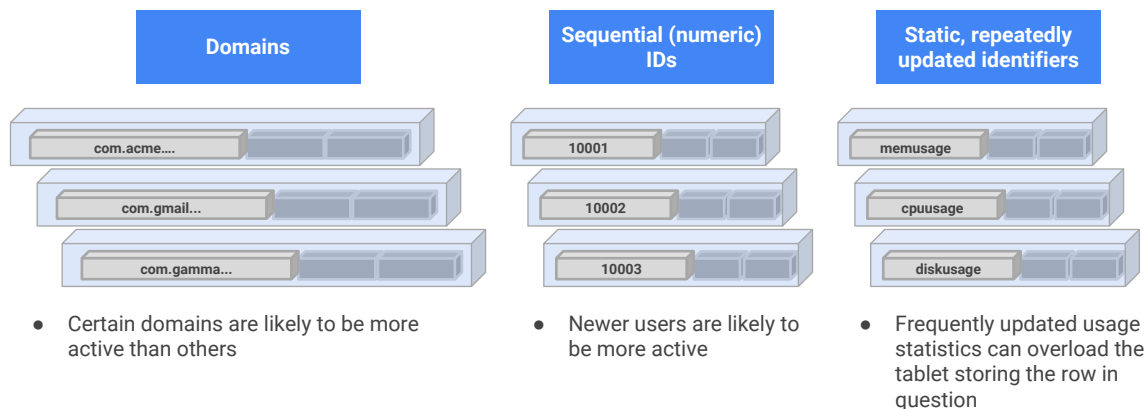 Domains
com.acme....
com.gmail...
com.gamma...
● Certain domains are likely to be more
active than others
Sequential (numeric)
IDs
10001
10002
10003
● Newer users are likely to
be more active
Static, repeatedly
updated identifiers
memusage
cpuusage
diskusage
● Frequently updated usage
statistics can overload the
tablet storing the row in
question